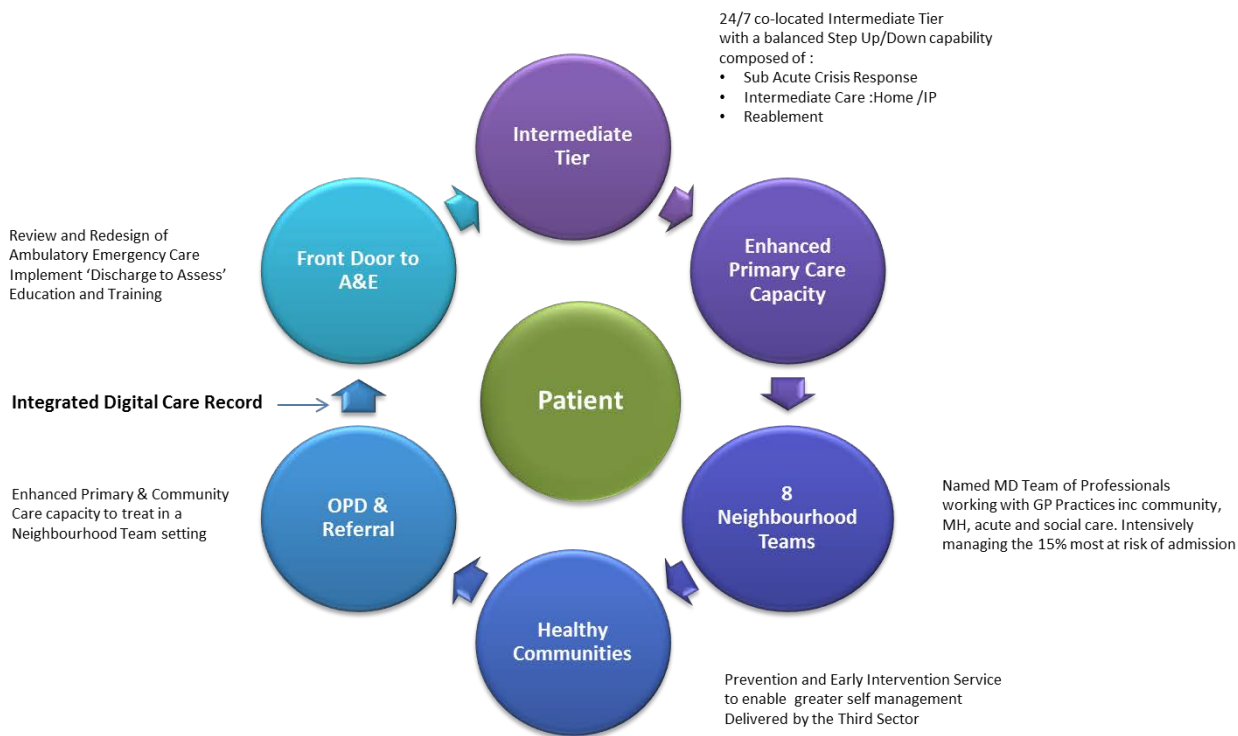 24/7 co-located Intermediate Tier
with a balanced Step Up/Down capability
composed of :
• Sub Acute Crisis Response
• Intermediate Care :Home /IP
• Reablement
Intermediate
Tier
Review and Redesign of
Ambulatory Emergency Care
Implement ‘Discharge to Assess’
Education and Training
Front Door to
A&E
Enhanced
Primary Care
Capacity
Patient
Integrated Digital Care Record
Enhanced Primary & Community
Care capacity to treat in a
Neighbourhood Team setting
OPD &
Referral
8
Neighbourhood
Teams
Named MD Team of Professionals
working with GP Practices inc community,
MH, acute and social care. Intensively
managing the 15% most at risk of admission
Healthy
Communities
Prevention and Early Intervention Service
to enable greater self management
Delivered by the Third Sector